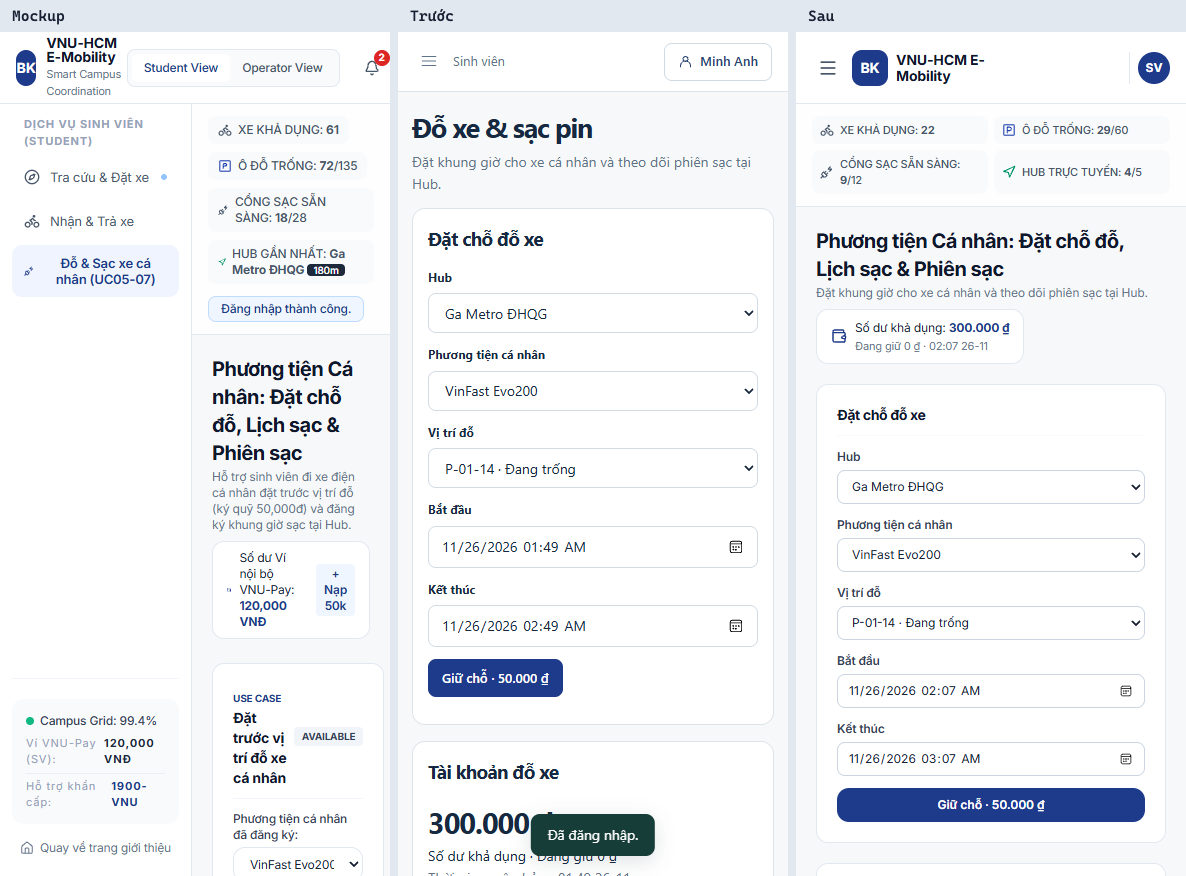 Mockup
VNU-HCM
E-Mobility
Smart Campus
Coordination
BK
Student View
Operator View
2
DỊCH VỤ SINH VIÊN
(STUDENT)
Tra cứu & Đặt xe
Nhận & Trả xe
Đỗ & Sạc xe cá
nhân (UC05-07)
Campus Grid: 99.4%
Ví VNU-Pay
(SV):
120,000
VNĐ
Hỗ trợ khẩn
cấp:
1900-
VNU
Quay về trang giới thiệu
XE KHẢ DỤNG: 61
Ô ĐỖ TRỐNG: 72/135
CỔNG SẠC SẴN
SÀNG: 18/28
HUB GẦN NHẤT: Ga
Metro ĐHQG 180m
Đăng nhập thành công.
Phương tiện Cá
nhân: Đặt chỗ
đỗ, Lịch sạc &
Phiên sạc
Hỗ trợ sinh viên đi xe điện
cá nhân đặt trước vị trí đỗ
(ký quỹ 50,000đ) và đăng
ký khung giờ sạc tại Hub.
Số dư Ví
nội bộ
VNU-Pay:
120,000
VNĐ
+
Nạp
50k
USE CASE
Đặt
trước vị
trí đỗ xe
cá nhân
AVAILABLE
Phương tiện cá nhân
đã đăng ký:
VinFast Evo200
Trước
Sinh viên
Minh Anh
Đỗ xe & sạc pin
Đặt khung giờ cho xe cá nhân và theo dõi phiên sạc tại
Hub.
Đặt chỗ đỗ xe
Hub
Ga Metro ĐHQG
Phương tiện cá nhân
VinFast Evo200
Vị trí đỗ
P-01-14 · Đang trống
Bắt đầu
11/26/2026 01:49 AM
Kết thúc
11/26/2026 02:49 AM
Giữ chỗ · 50.000 ₫
Tài khoản đỗ xe
300.000
Đã đăng nhập.
Số dư khả dụng · Đang giữ 0 ₫
Sau
BK
VNU-HCM E-
Mobility
SV
XE KHẢ DỤNG: 22
Ô ĐỖ TRỐNG: 29/60
CỔNG SẠC SẴN SÀNG:
9/12
HUB TRỰC TUYẾN: 4/5
Phương tiện Cá nhân: Đặt chỗ đỗ,
Lịch sạc & Phiên sạc
Đặt khung giờ cho xe cá nhân và theo dõi phiên sạc tại Hub.
Số dư khả dụng: 300.000 ₫
Đang giữ 0 ₫ · 02:07 26-11
Đặt chỗ đỗ xe
Hub
Ga Metro ĐHQG
Phương tiện cá nhân
VinFast Evo200
Vị trí đỗ
P-01-14 · Đang trống
Bắt đầu
11/26/2026 02:07 AM
Kết thúc
11/26/2026 03:07 AM
Giữ chỗ · 50.000 ₫